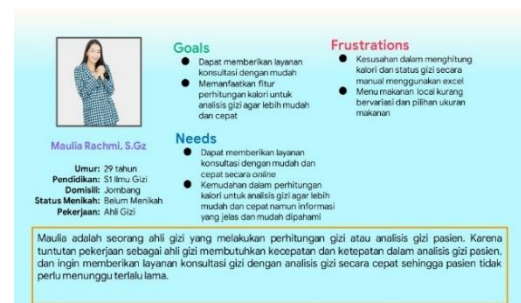 Goals
● Dapat memberikan layanan
konsultasi dengan mudah
● Memanfaatkan fitur
perhitungan kalori untuk
analisis gizi agar lebih mudah
dan cepat
Frustrations
● Kesusahan dalam menghitung
kalori dan status gizi secara
manual menggunakan excel
● Menu makanan local kurang
bervariasi dan pilihan ukuran
makanan
Maulia Rachmi, S.Gz
Umur: 29 tahun
Pendidikan: S1 Ilmu Gizi
Domisili: Jombang
Status Menikah: Belum Menikah
Pekerjaan: Ahli Gizi
Needs
● Dapat memberikan layanan
konsultasi dengan mudah dan
cepat secara online
● Kemudahan dalam perhitungan
kalori untuk analisis gizi agar lebih
mudah dan cepat namun informasi
yang jelas dan mudah dipahami
Maulia adalah seorang ahli gizi yang melakukan perhitungan gizi atau analisis gizi pasien. Karena
tuntutan pekerjaan sebagai ahli gizi membutuhkan kecepatan dan ketepatan dalam analisis gizi pasien,
dan ingin memberikan layanan konsultasi gizi dengan analisis gizi secara cepat sehingga pasien tidak
perlu menunggu terlalu lama.